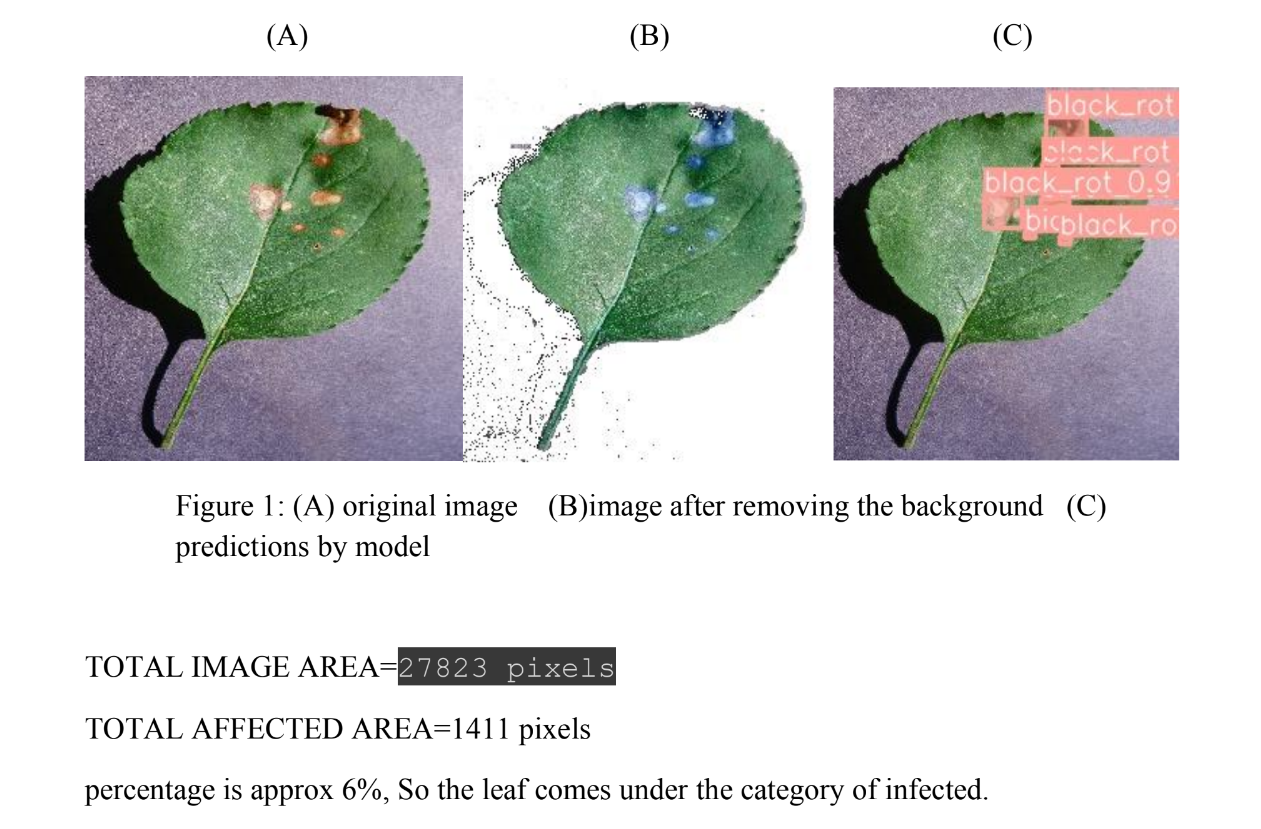 (A) (B) (C)
black_rot
black_rot
black_rot 0.9
black_ro
Figure 1: (A) original image (B)image after removing the background (C)
predictions by model
TOTAL IMAGE AREA=27823 pixels
TOTAL AFFECTED AREA=1411 pixels
percentage is approx 6%, So the leaf comes under the category of infected.